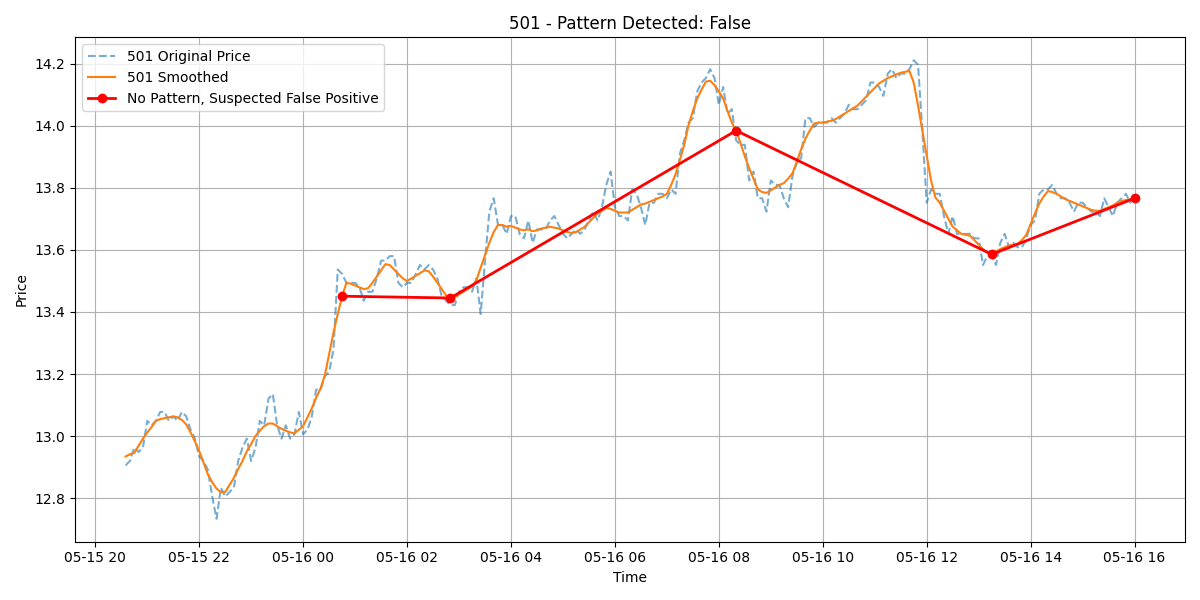 501 - Pattern Detected: False
501 Original Price
501 Smoothed
No Pattern, Suspected False Positive
Price
14.2
14.0
13.8
13.6
13.4
13.2
13.0
12.8
05-15 20 05-15 22 05-16 00 05-16 02 05-16 04 05-16 06 05-16 08 05-16 10 05-16 12 05-16 14 05-16 16
Time